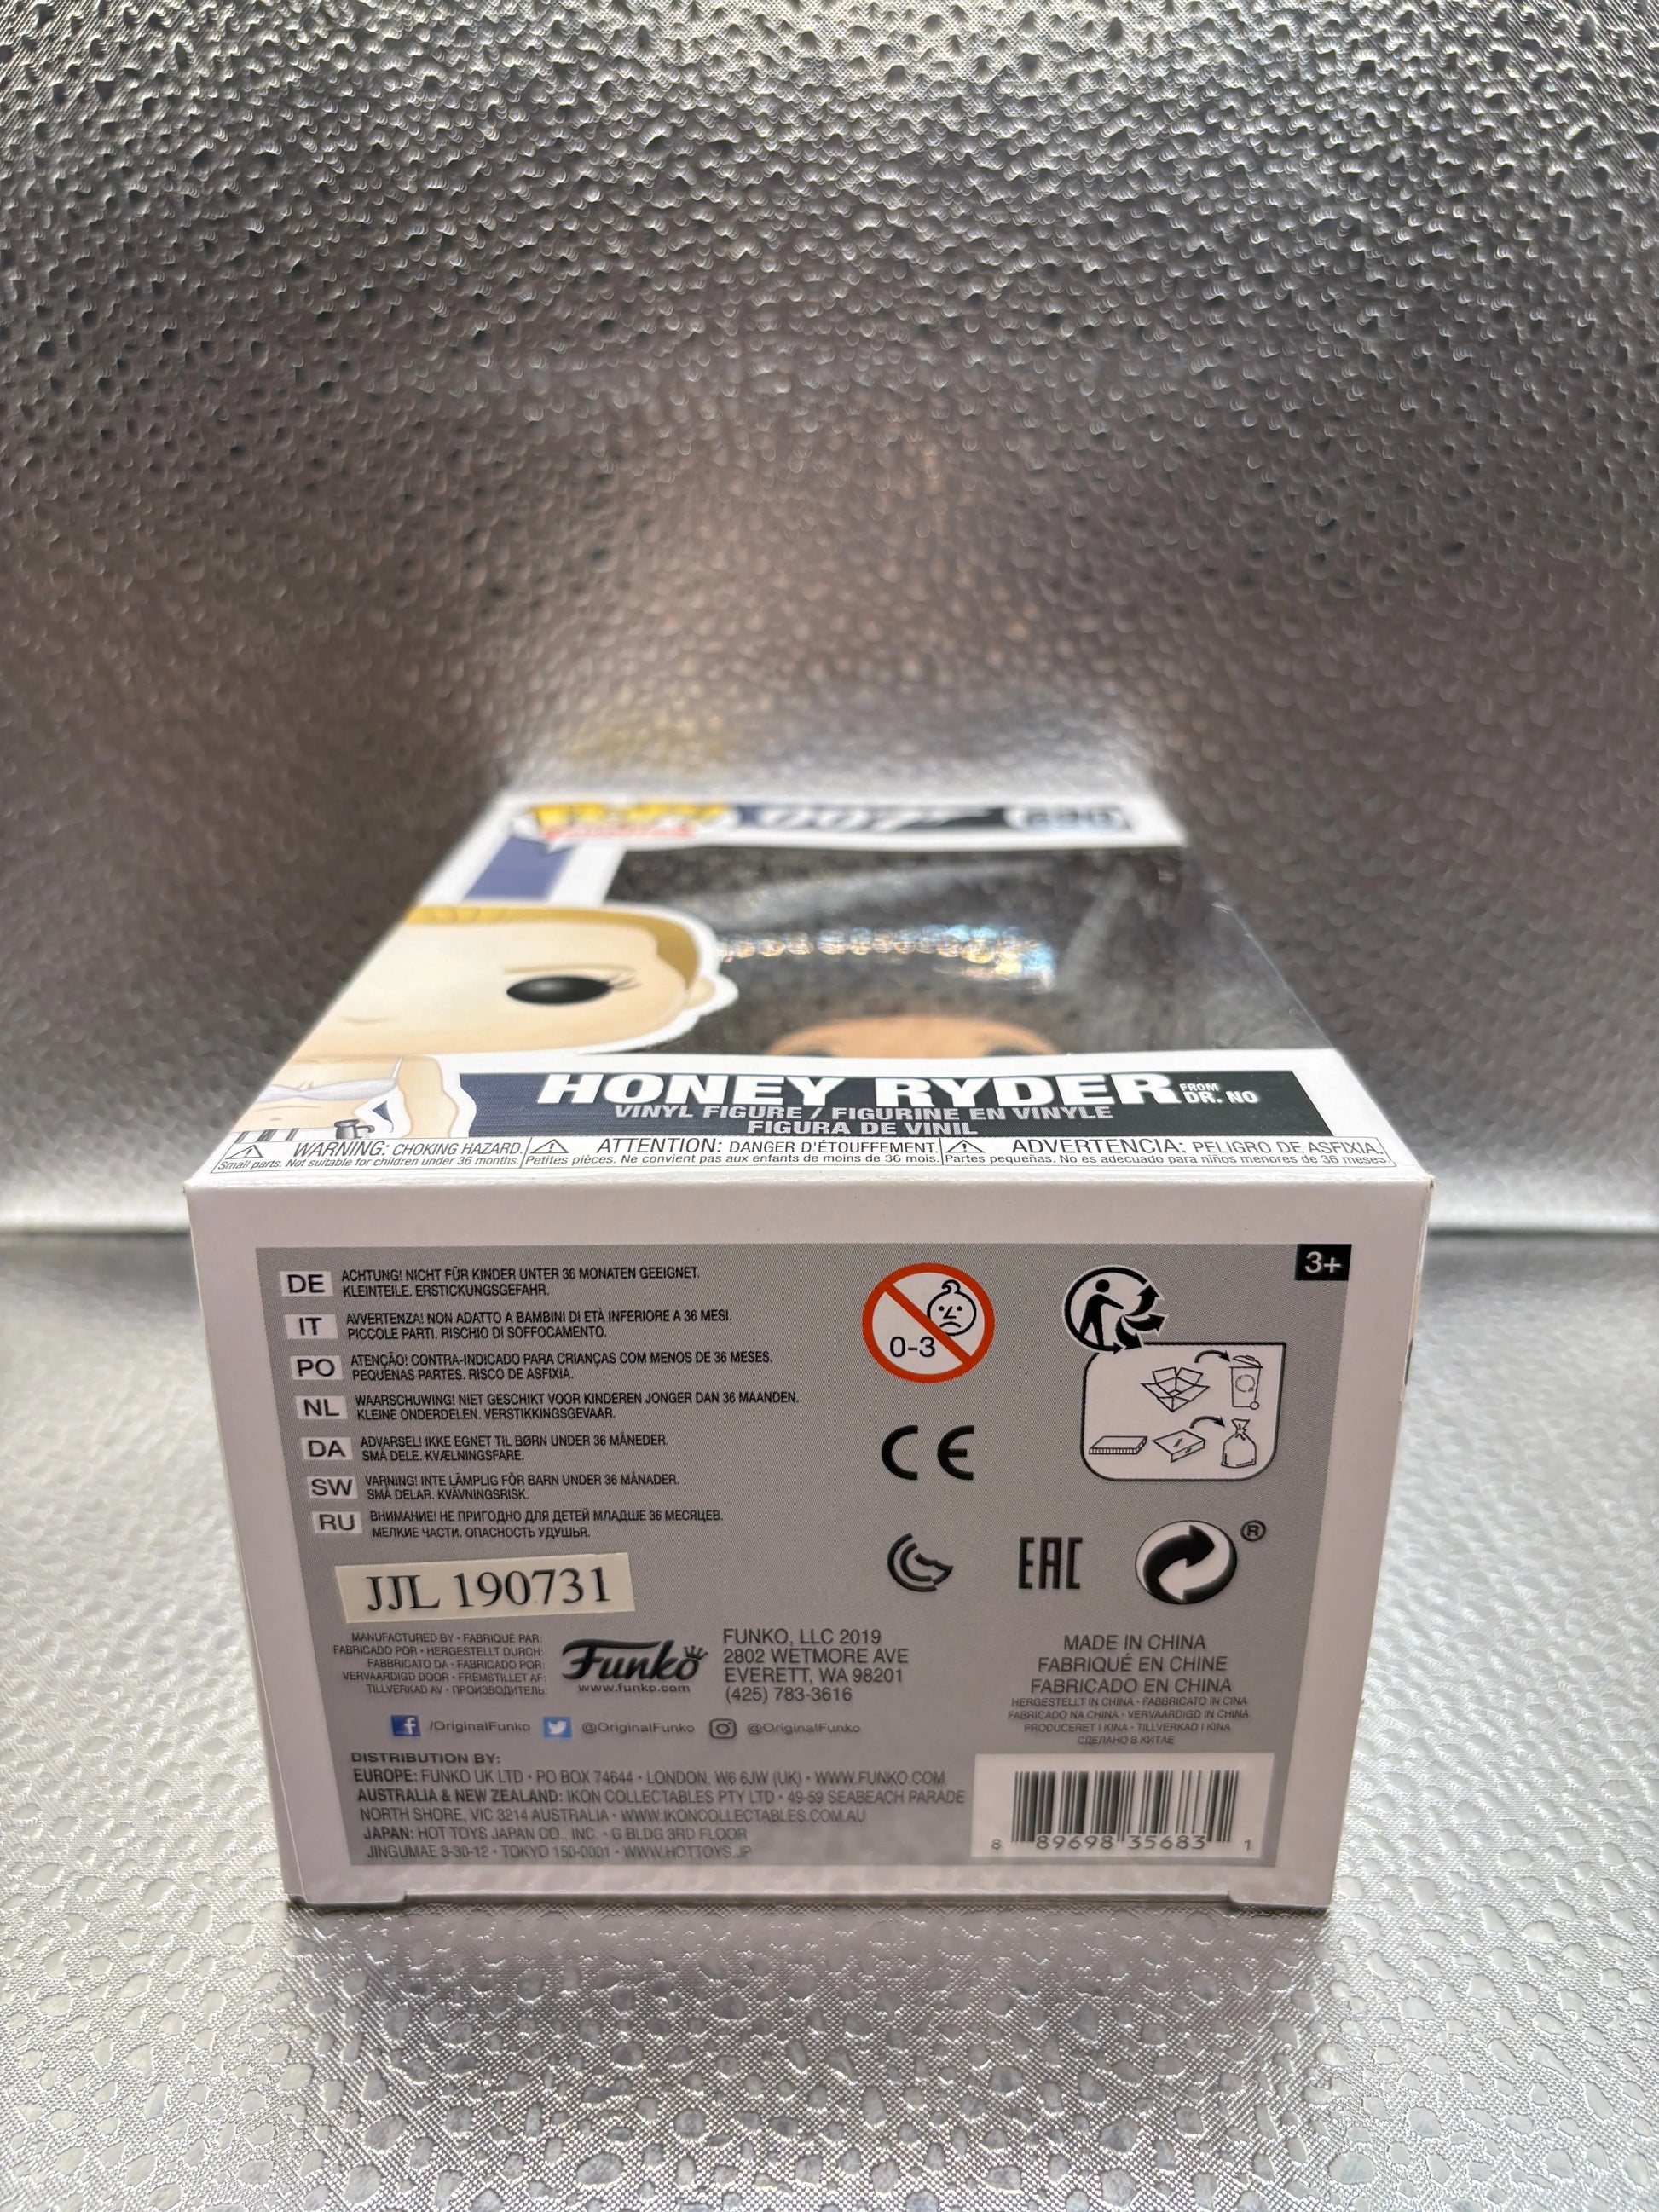 POP!
007
690
HONEY RYDER FROM DR. NO
VINYL FIGURE / FIGURINE EN VINYLE
FIGURA DE VINIL
WARNING: CHOKING HAZARD.
Small parts. Not suitable for children under 36 months.
ATTENTION: DANGER D'ÉTOUFFEMENT.
Petites pièces. Ne convient pas aux enfants de moins de 36 mois.
ADVERTENCIA: PELIGRO DE ASFIXIA.
Partes pequeñas. No es adecuado para niños menores de 36 meses.
3+
DE ACHTUNG! NICHT FÜR KINDER UNTER 36 MONATEN GEEIGNET.
KLEINTEILE. ERSTICKUNGSGEFAHR.
IT AVVERTENZA! NON ADATTO A BAMBINI DI ETÀ INFERIORE A 36 MESI.
PICCOLE PARTI. RISCHIO DI SOFFOCAMENTO.
PO ATENÇÃO! CONTRA-INDICADO PARA CRIANÇAS COM MENOS DE 36 MESES.
PEQUENAS PARTES. RISCO DE ASFIXIA.
NL WAARSCHUWING! NIET GESCHIKT VOOR KINDEREN JONGER DAN 36 MAANDEN.
KLEINE ONDERDELEN. VERSTIKKINGSGEVAAR.
DA ADVARSEL! IKKE EGNET TIL BØRN UNDER 36 MÅNEDER.
SMÅ DELE. KVÆLNINGSFARE.
SW VARNING! INTE LÄMPLIG FÖR BARN UNDER 36 MÅNADER.
SMÅ DELAR. KVÄVNINGSRISK.
RU ВНИМАНИЕ! НЕ ПРИГОДНО ДЛЯ ДЕТЕЙ МЛАДШЕ 36 МЕСЯЦЕВ.
МЕЛКИЕ ЧАСТИ. ОПАСНОСТЬ УДУШЬЯ.
0-3
CE
EAC
®
JJL 190731
MANUFACTURED BY • FABRIQUÉ PAR:
FABRICADO POR • HERGESTELLT DURCH:
FABBRICATO DA • FABRICADO POR:
VERVAARDIGD DOOR • FREMSTILLET AF:
TILLVERKAD AV • ПРОИЗВОДИТЕЛЬ:
Funko
www.funko.com
FUNKO, LLC 2019
2802 WETMORE AVE
EVERETT, WA 98201
(425) 783-3616
MADE IN CHINA
FABRIQUÉ EN CHINE
FABRICADO EN CHINA
HERGESTELLT IN CHINA • FABBRICATO IN CINA
FABRICADO NA CHINA • VERVAARDIGD IN CHINA
PRODUCERET I KINA • TILLVERKAD I KINA
СДЕЛАНО В КИТАЕ
/OriginalFunko @OriginalFunko @OriginalFunko
DISTRIBUTION BY:
EUROPE: FUNKO UK LTD • PO BOX 74644 • LONDON, W6 6JW (UK) • WWW.FUNKO.COM
AUSTRALIA & NEW ZEALAND: IKON COLLECTABLES PTY LTD • 49-59 SEABEACH PARADE
NORTH SHORE, VIC 3214 AUSTRALIA • WWW.IKONCOLLECTABLES.COM.AU
JAPAN: HOT TOYS JAPAN CO., INC. • G BLDG 3RD FLOOR
JINGUMAE 3-30-12 • TOKYO 150-0001 • WWW.HOTTOYS.JP
8 89698 35683 1